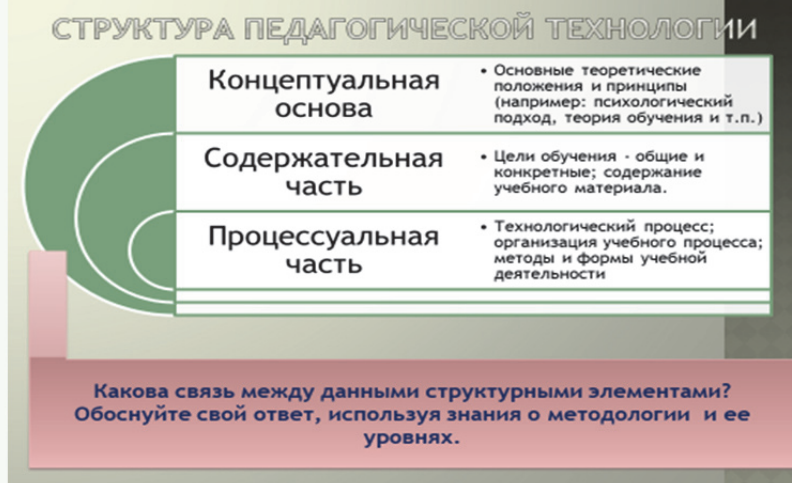 СТРУКТУРА ПЕДАГОГИЧЕСКОЙ ТЕХНОЛОГИИ
Концептуальная
основа
• Основные теоретические
положения и принципы
(например: психологический
подход, теория обучения и т.п.)
Содержательная
часть
• Цели обучения - общие и
конкретные; содержание
учебного материала.
Процессуальная
часть
• Технологический процесс;
организация учебного процесса;
методы и формы учебной
деятельности
Какова связь между данными структурными элементами?
Обоснуйте свой ответ, используя знания о методологии и ее
уровнях.